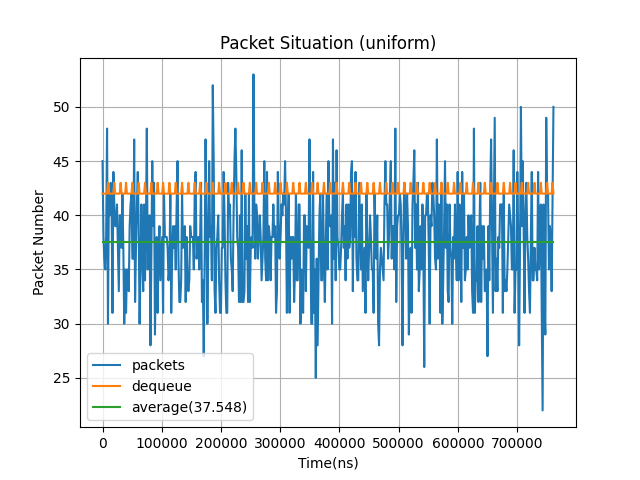 Packet Situation (uniform)
Packet Number
50
45
40
35
30
25
packets
dequeue
average(37.548)
0 100000 200000 300000 400000 500000 600000 700000
Time(ns)